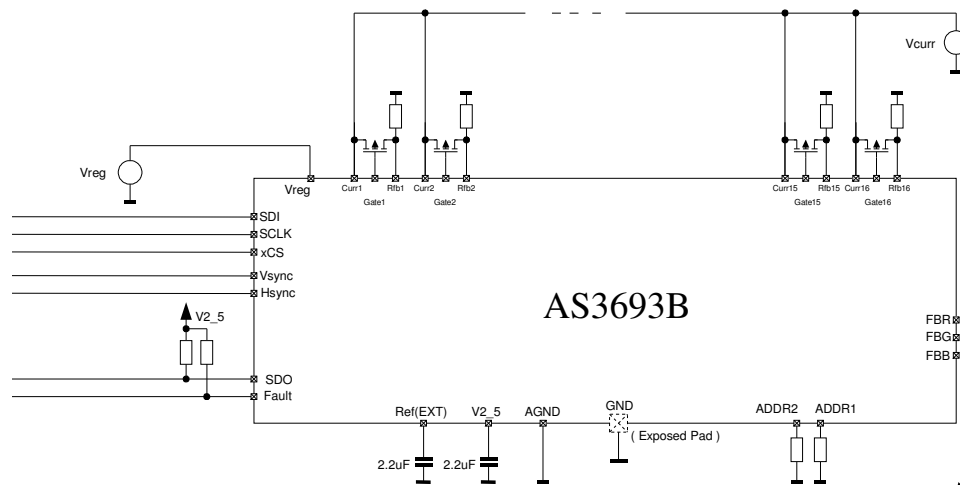 Vcurr
Vreg
Vreg
Curr1
Rfb1
Curr2
Rfb2
Curr15
Rfb15
Curr16
Rfb16
Gate1
Gate2
Gate15
Gate16
SDI
SCLK
xCS
Vsync
Hsync
AS3693B
V2_5
FBR
FBG
FBB
SDO
Fault
Ref(EXT)
V2_5
AGND
GND
ADDR2
ADDR1
( Exposed Pad )
2.2uF
2.2uF